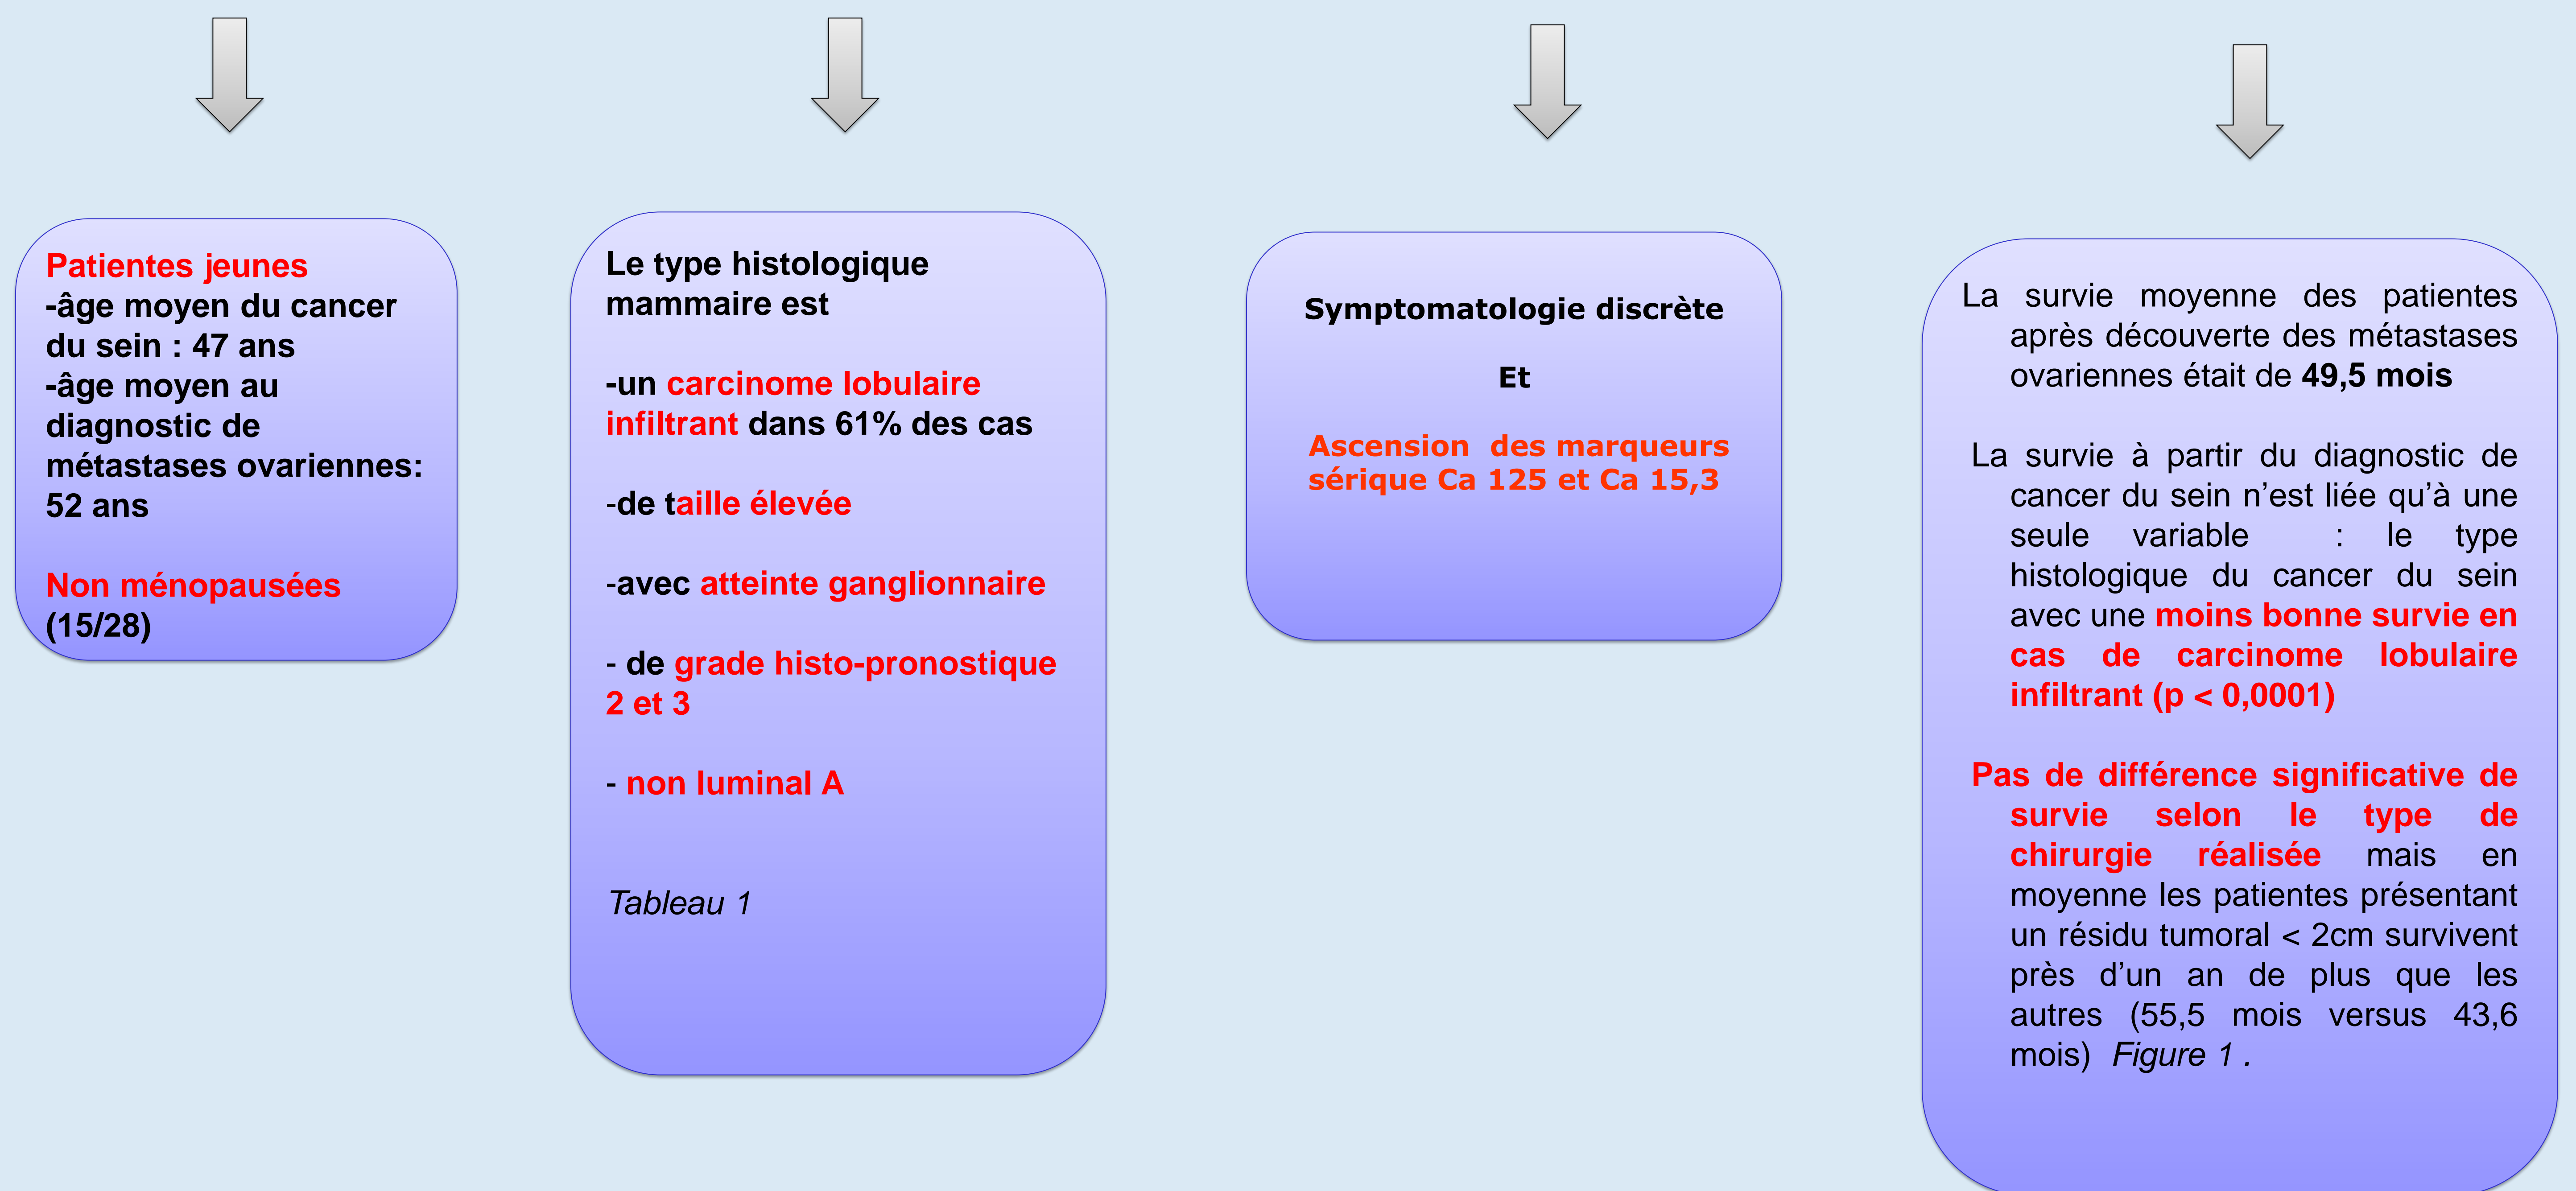 Patientes jeunes
-âge moyen du cancer
du sein : 47 ans
-âge moyen au
diagnostic de
métastases ovariennes:
52 ans
Non ménopausées
(15/28)
Le type histologique
mammaire est
-un carcinome lobulaire
infiltrant dans 61% des cas
-de taille élevée
-avec atteinte ganglionnaire
- de grade histo-pronostique
2 et 3
- non luminal A
Tableau 1
Symptomatologie discrète
Et
Ascension des marqueurs
sérique Ca 125 et Ca 15,3
La survie moyenne des patientes
après découverte des métastases
ovariennes était de 49,5 mois
La survie à partir du diagnostic de
cancer du sein n’est liée qu’à une
seule variable : le type
histologique du cancer du sein
avec une moins bonne survie en
cas de carcinome lobulaire
infiltrant (p < 0,0001)
Pas de différence significative de
survie selon le type de
chirurgie réalisée mais en
moyenne les patientes présentant
un résidu tumoral < 2cm survivent
près d’un an de plus que les
autres (55,5 mois versus 43,6
mois) Figure 1 .